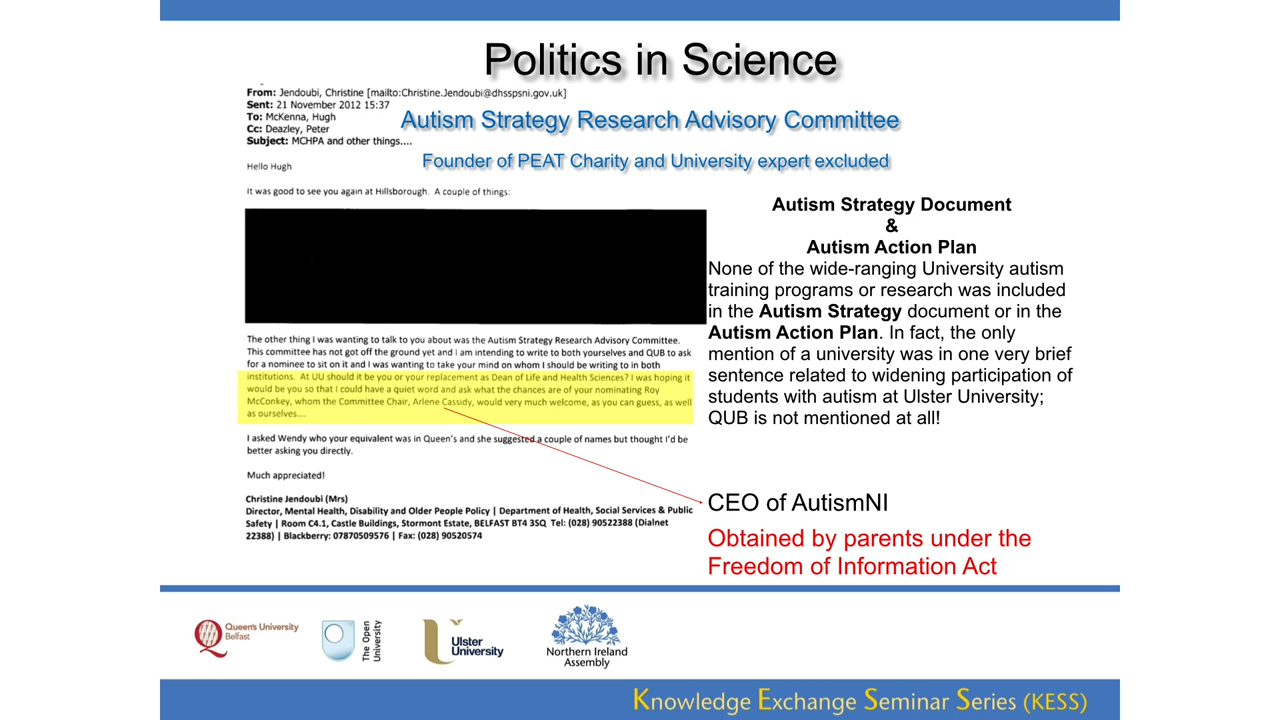 Politics in Science
From: Jendoubi, Christine [mailto:Christine.Jendoubi@dhsspsni.gov.uk]
Sent: 21 November 2012 15:37
To: McKenna, Hugh
Cc: Deazley, Peter
Subject: MCHPA and other things....
Autism Strategy Research Advisory Committee
Founder of PEAT Charity and University expert excluded
Hello Hugh
It was good to see you again at Hillsborough.  A couple of things:
The other thing I was wanting to talk to you about was the Autism Strategy Research Advisory Committee.
This committee has not got off the ground yet and I am intending to write to both yourselves and QUB to ask
for a nominee to sit on it and I was wanting to take your mind on whom I should be writing to in both
institutions.  At UU should it be you or your replacement as Dean of Life and Health Sciences? I was hoping it
would be you so that I could have a quiet word and ask what the chances are of your nominating Roy
McConkey, whom the Committee Chair, Arlene Cassidy, would very much welcome, as you can guess, as well
as ourselves....
I asked Wendy who your equivalent was in Queen's and she suggested a couple of names but thought I'd be
better asking you directly.
Much appreciated!
Christine Jendoubi (Mrs)
Director, Mental Health, Disability and Older People Policy | Department of Health, Social Services & Public
Safety | Room C4.1, Castle Buildings, Stormont Estate, BELFAST BT4 3SQ  Tel: (028) 90522388 (Dialnet
22388) | Blackberry: 07870509576 | Fax: (028) 90520574
Autism Strategy Document
&
Autism Action Plan
None of the wide-ranging University autism
training programs or research was included
in the Autism Strategy document or in the
Autism Action Plan. In fact, the only
mention of a university was in one very brief
sentence related to widening participation of
students with autism at Ulster University;
QUB is not mentioned at all!
CEO of AutismNI
Obtained by parents under the
Freedom of Information Act
Queen's University
Belfast
The Open
University
Ulster
University
Northern Ireland
Assembly
Knowledge Exchange Seminar Series (KESS)